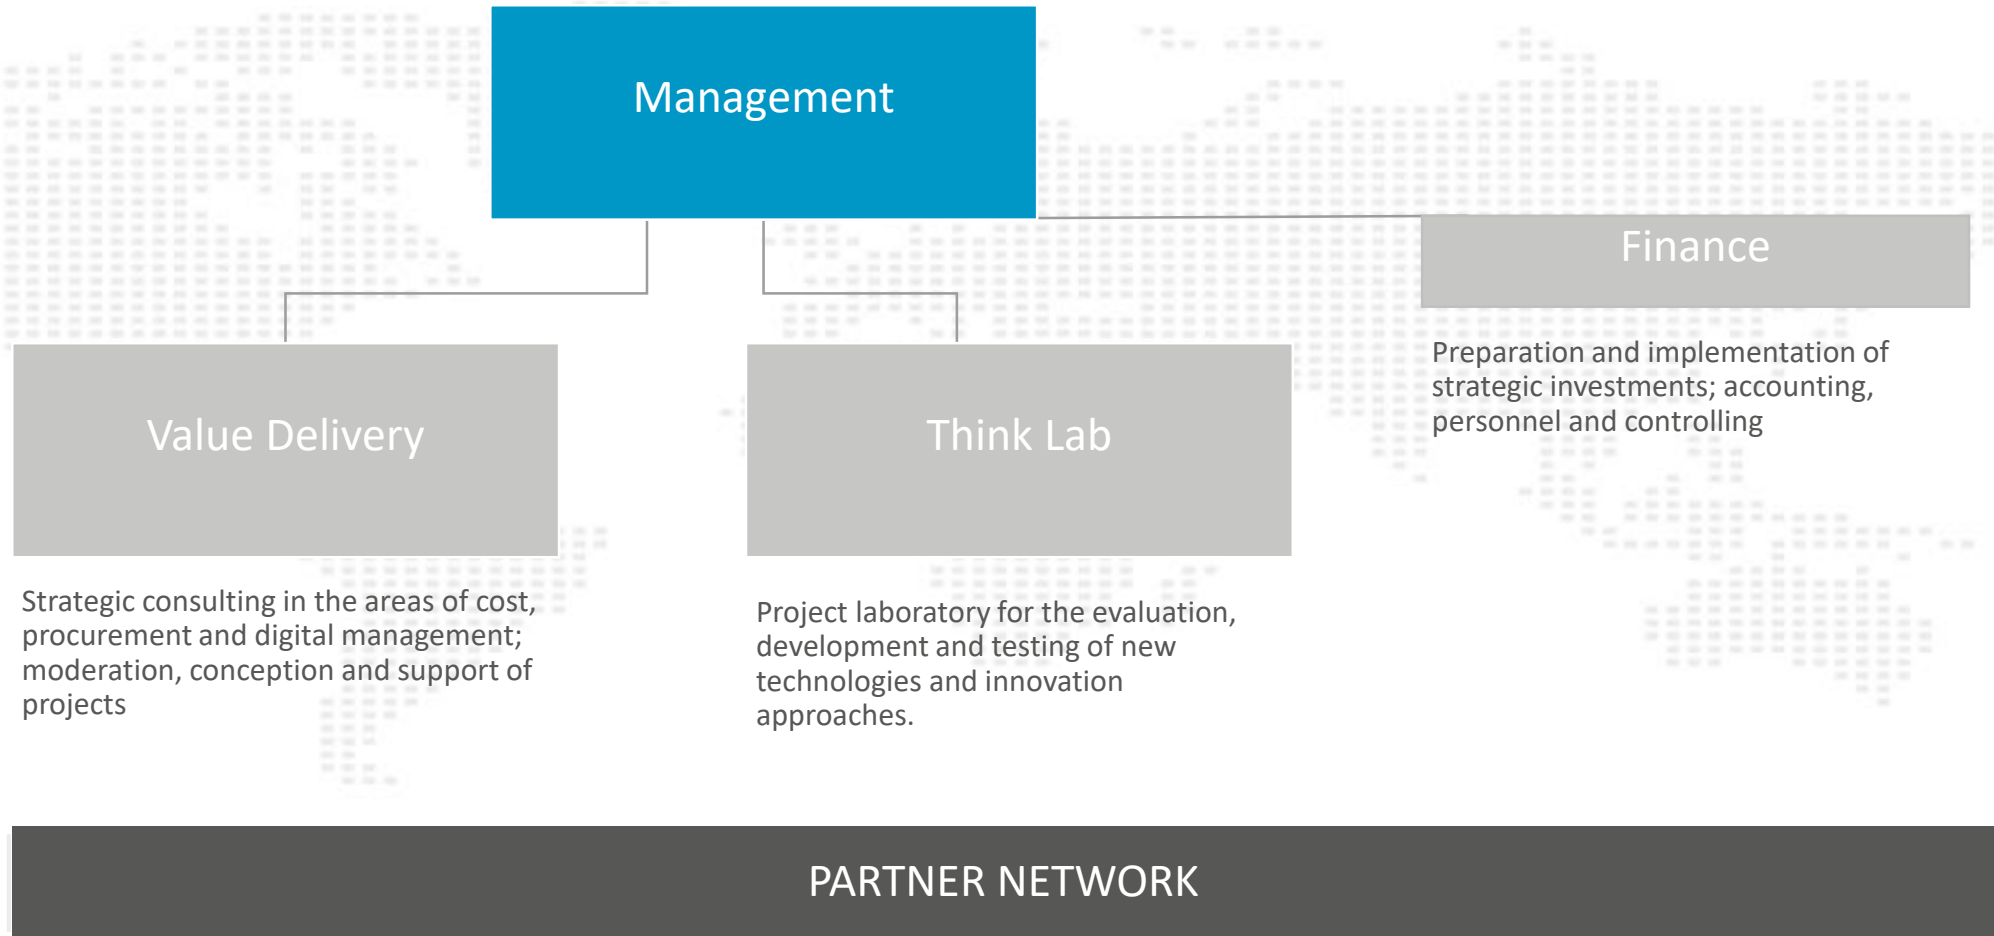 Management
Finance
Preparation and implementation of
strategic investments; accounting,
personnel and controlling
Value Delivery
Think Lab
Strategic consulting in the areas of cost,
procurement and digital management;
moderation, conception and support of
projects
Project laboratory for the evaluation,
development and testing of new
technologies and innovation
approaches.
PARTNER NETWORK